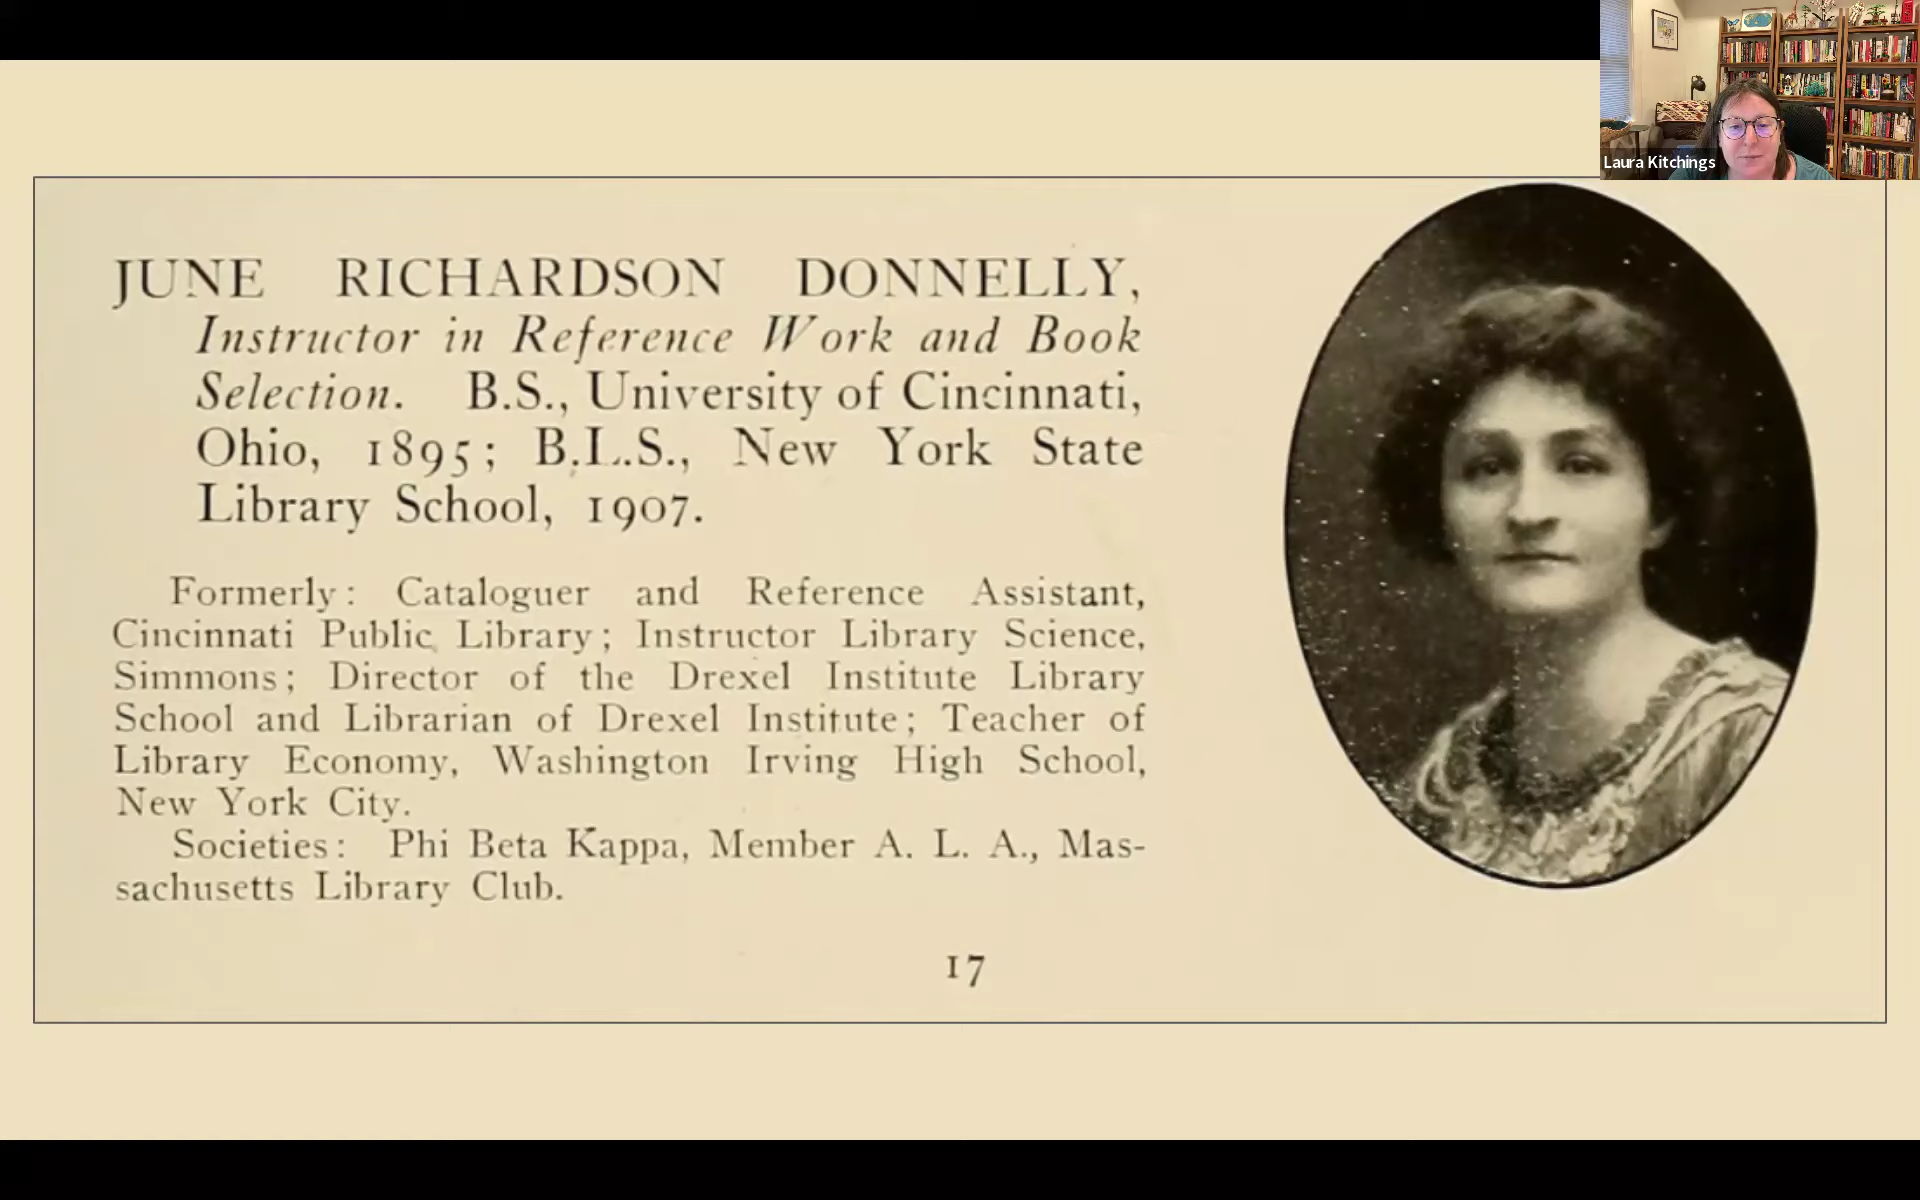 Laura Kitchings
JUNE RICHARDSON DONNELLY,
Instructor in Reference Work and Book
Selection. B.S., University of Cincinnati,
Ohio, 1895; B.L.S., New York State
Library School, 1907.
Formerly: Cataloguer and Reference Assistant,
Cincinnati Public Library; Instructor Library Science,
Simmons; Director of the Drexel Institute Library
School and Librarian of Drexel Institute; Teacher of
Library Economy, Washington Irving High School,
New York City.
Societies: Phi Beta Kappa, Member A. L. A., Mas-
sachusetts Library Club.
17